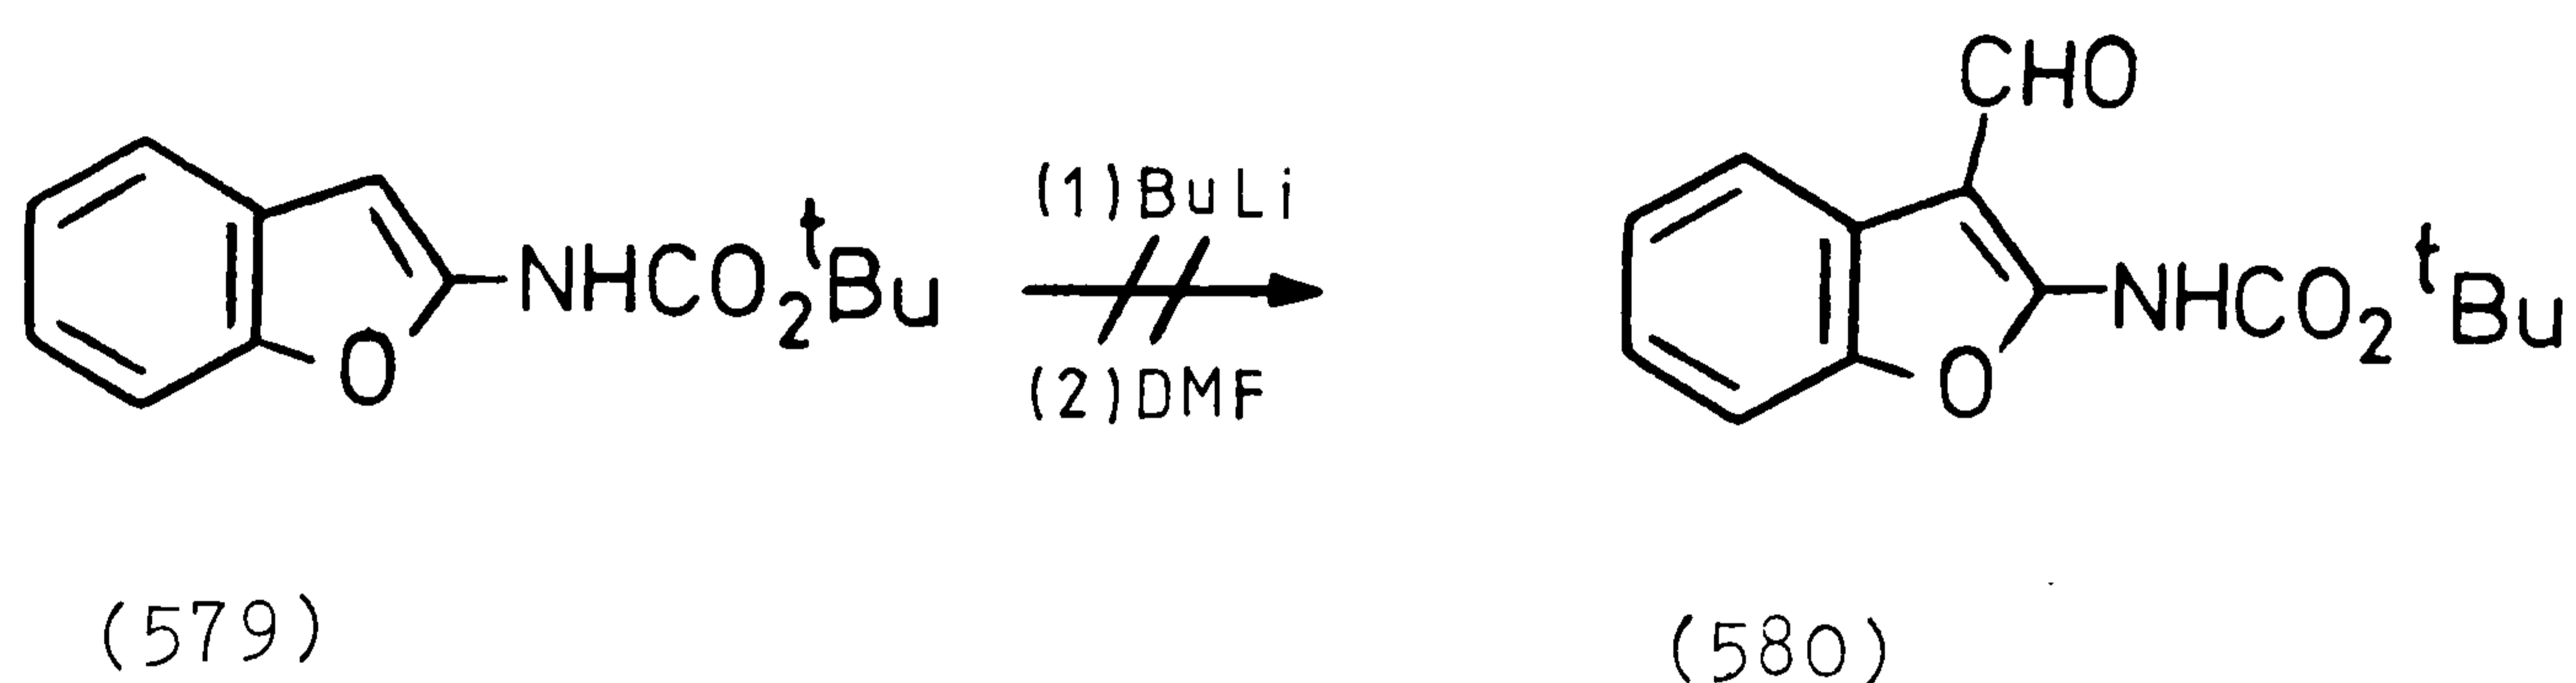 CHO
(1)BuLi
NHCO₂ᵗBu
NHCO₂ᵗBu
O
(2)DMF
O
(579)
(580)